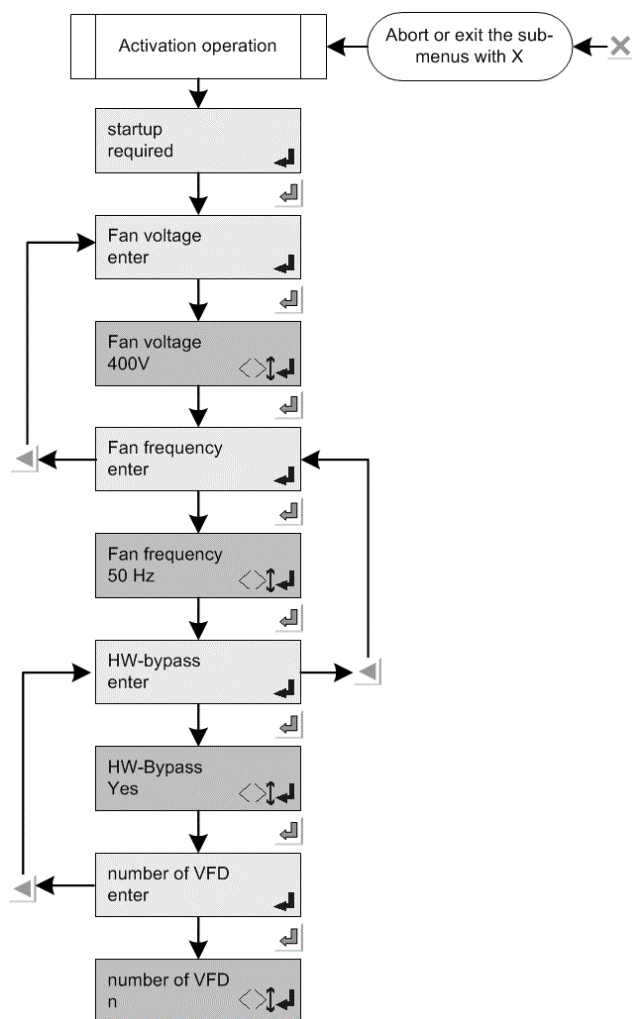 Activation operation
Abort or exit the sub-
menus with X
startup
required
Fan voltage
enter
Fan voltage
400V
Fan frequency
enter
Fan frequency
50 Hz
HW-bypass
enter
HW-Bypass
Yes
number of VFD
enter
number of VFD
n